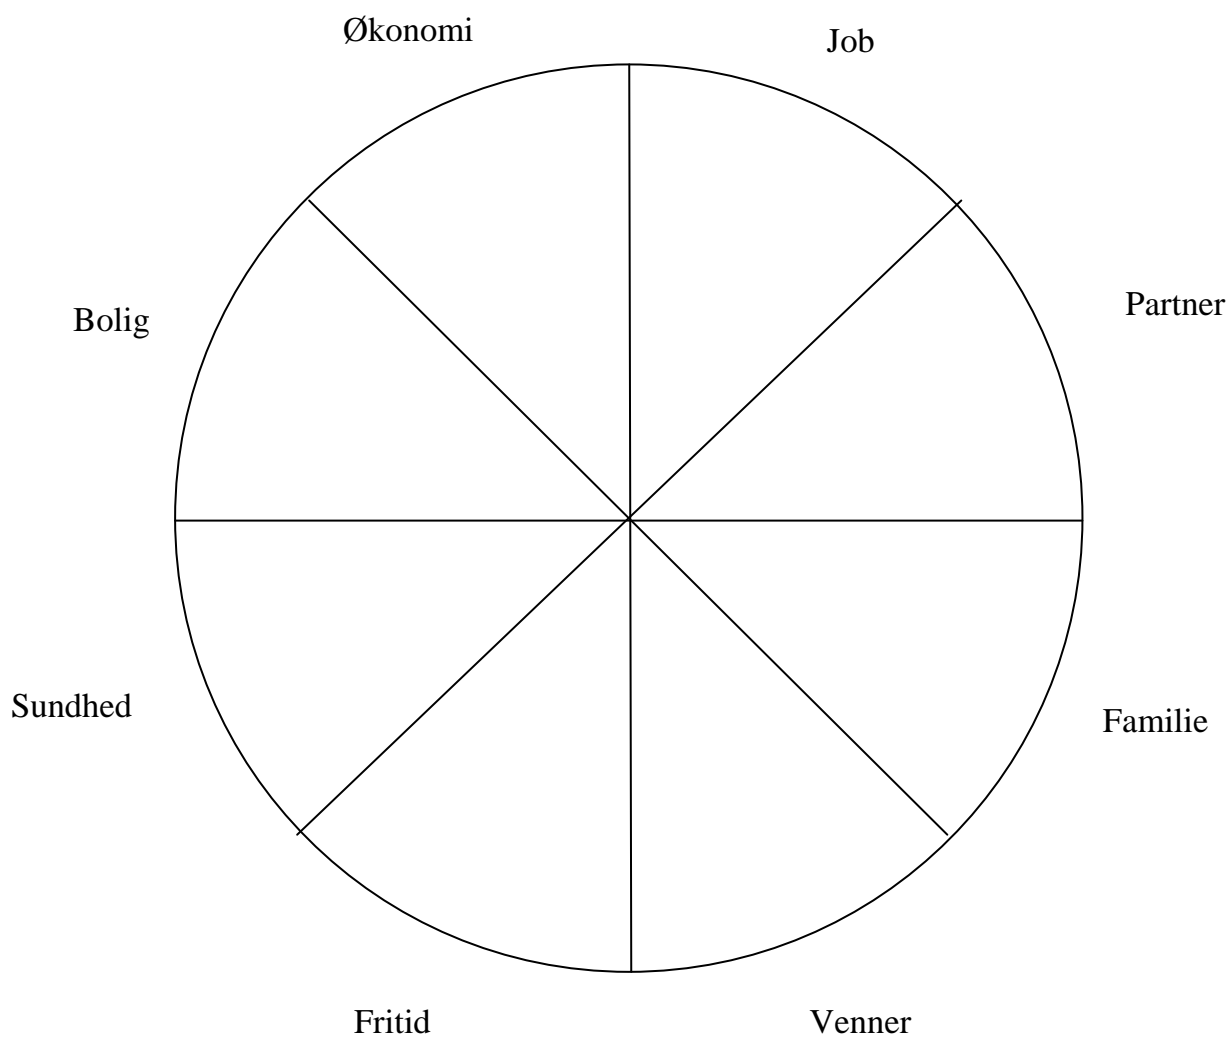 Økonomi
Job
Partner
Bolig
Sundhed
Familie
Fritid
Venner